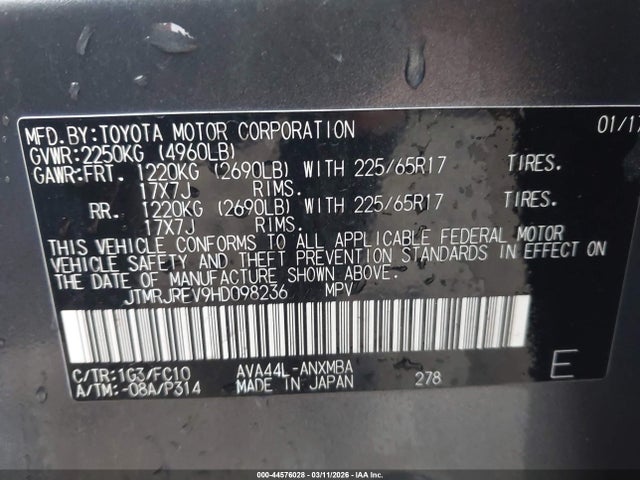 MFD.BY:TOYOTA MOTOR CORPORATION 01/17
GVWR:2250KG (4960LB)
GAWR:FRT. 1220KG (2690LB) WITH 225/65R17 TIRES.
17X7J RIMS.
RR. 1220KG (2690LB) WITH 225/65R17 TIRES.
17X7J RIMS.
THIS VEHICLE CONFORMS TO ALL APPLICABLE FEDERAL MOTOR
VEHICLE SAFETY AND THEFT PREVENTION STANDARDS IN EFFECT ON
THE DATE OF MANUFACTURE SHOWN ABOVE.
JTMRJREV9HD098236 MPV
C/TR:1G3/FC10 AVA44L-ANXMBA
A/TM:-08A/P314 MADE IN JAPAN 278 E
000-44576028 - 03/11/2026 - IAA Inc.